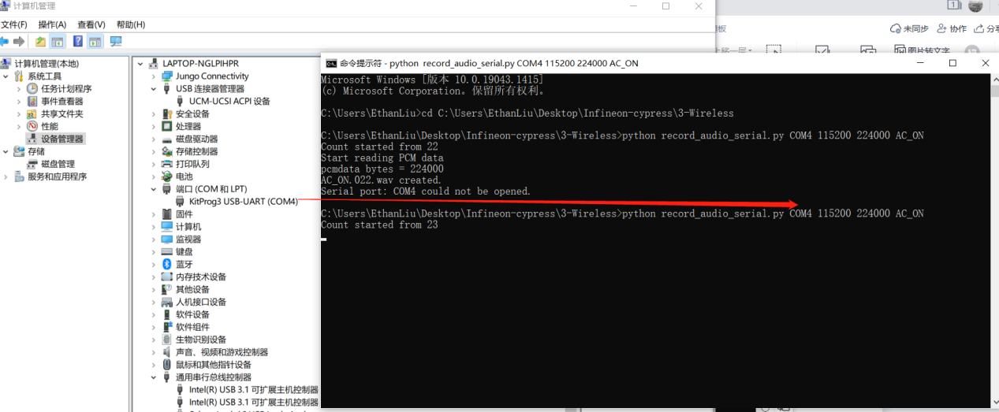 计算机管理
文件(F) 操作(A) 查看(V) 帮助(H)
计算机管理(本地)
系统工具
任务计划程序
事件查看器
共享文件夹
性能
设备管理器
存储
磁盘管理
服务和应用程序
LAPTOP-NGLPIHPR
Jungo Connectivity
USB 连接器管理器
UCM-UCSI ACPI 设备
安全设备
处理器
磁盘驱动器
存储控制器
打印队列
电池
端口 (COM 和 LPT)
KitProg3 USB-UART (COM4)
固件
计算机
监视器
键盘
蓝牙
内存技术设备
其他设备
人机接口设备
软件设备
软件组件
生物识别设备
声音、视频和游戏控制器
鼠标和其他指针设备
通用串行总线控制器
Intel(R) USB 3.1 可扩展主机控制器
Intel(R) USB 3.1 可扩展主机控制器
1
未同步 协作 分享
图片转文字
命令提示符 - python record_audio_serial.py COM4 115200 224000 AC_ON
Microsoft Windows [版本 10.0.19043.1415]
(c) Microsoft Corporation。保留所有权利。
C:\Users\EthanLiu>cd C:\Users\EthanLiu\Desktop\Infineon-cypress\3-Wireless
C:\Users\EthanLiu\Desktop\Infineon-cypress\3-Wireless>python record_audio_serial.py COM4 115200 224000 AC_ON
Count started from 22
Start reading PCM data
pcmdata bytes = 224000
AC_ON.022.wav created.
Serial port: COM4 could not be opened.
C:\Users\EthanLiu\Desktop\Infineon-cypress\3-Wireless>python record_audio_serial.py COM4 115200 224000 AC_ON
Count started from 23